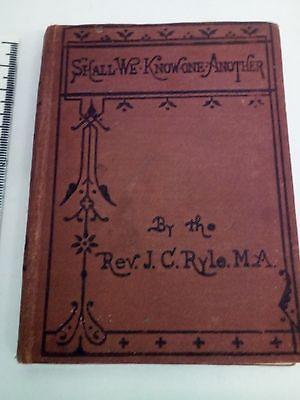 SHALL WE KNOW ONE ANOTHER
By the
Rev. J. C. Ryle. M.A.